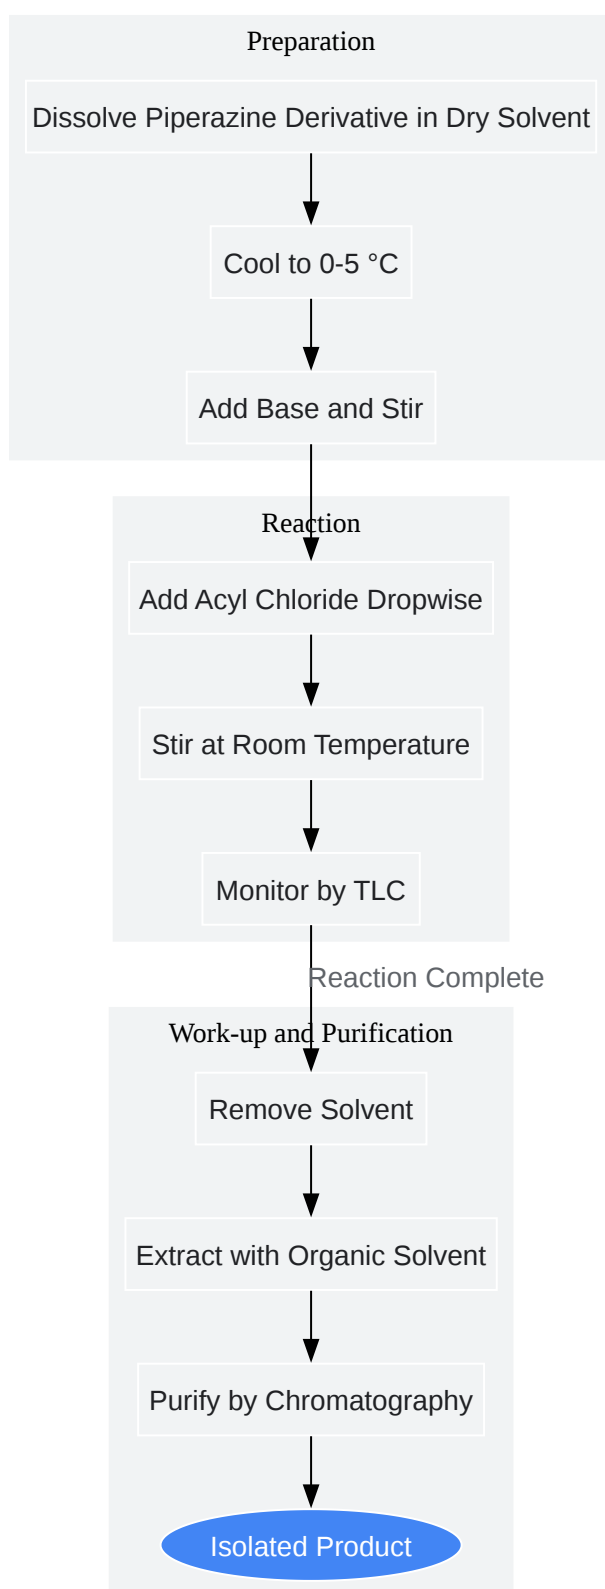 Preparation
Dissolve Piperazine Derivative in Dry Solvent
Cool to 0-5 °C
Add Base and Stir
Reaction
Add Acyl Chloride Dropwise
Stir at Room Temperature
Monitor by TLC
Reaction Complete
Work-up and Purification
Remove Solvent
Extract with Organic Solvent
Purify by Chromatography
Isolated Product